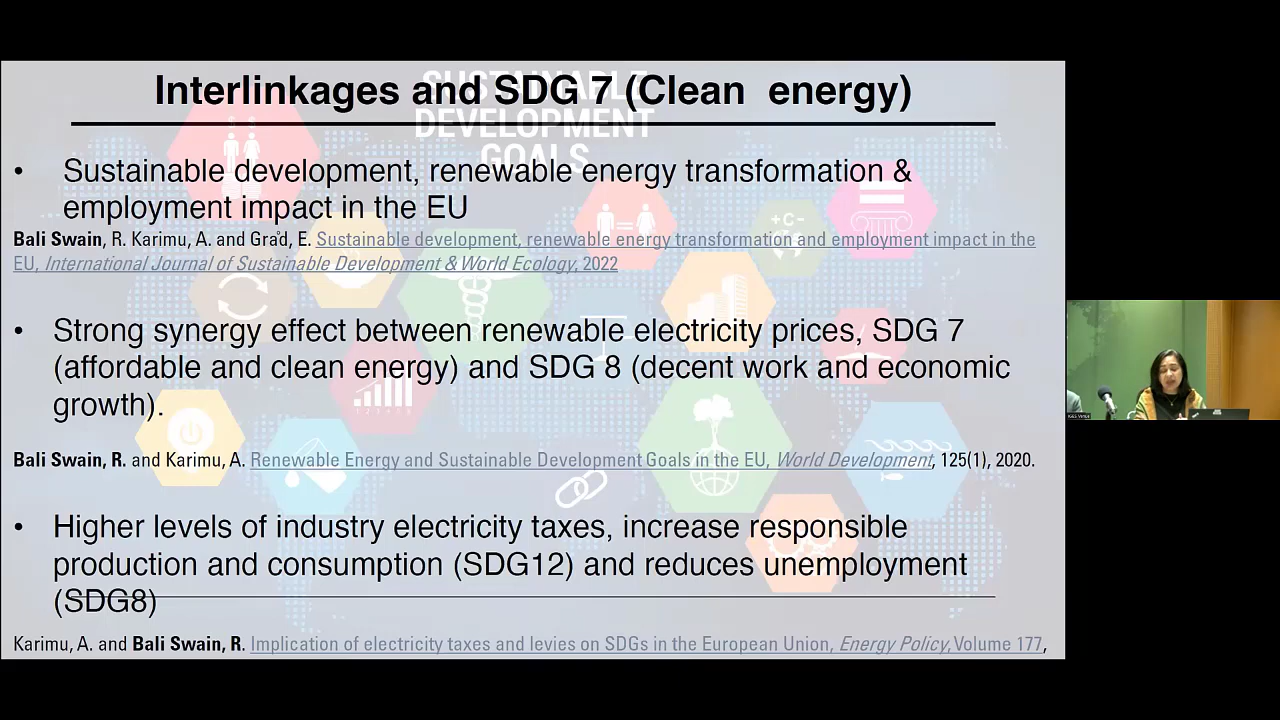 SUSTAINABLE
DEVELOPMENT
GOALS
Interlinkages and SDG 7 (Clean energy)
• Sustainable development, renewable energy transformation &
employment impact in the EU
Bali Swain, R. Karimu, A. and Grad̊, E. Sustainable development, renewable energy transformation and employment impact in the
EU, International Journal of Sustainable Development & World Ecology, 2022
• Strong synergy effect between renewable electricity prices, SDG 7
(affordable and clean energy) and SDG 8 (decent work and economic
growth).
Bali Swain, R. and Karimu, A. Renewable Energy and Sustainable Development Goals in the EU, World Development, 125(1), 2020.
• Higher levels of industry electricity taxes, increase responsible
production and consumption (SDG12) and reduces unemployment
(SDG8)
Karimu, A. and Bali Swain, R. Implication of electricity taxes and levies on SDGs in the European Union, Energy Policy, Volume 177,
+C-